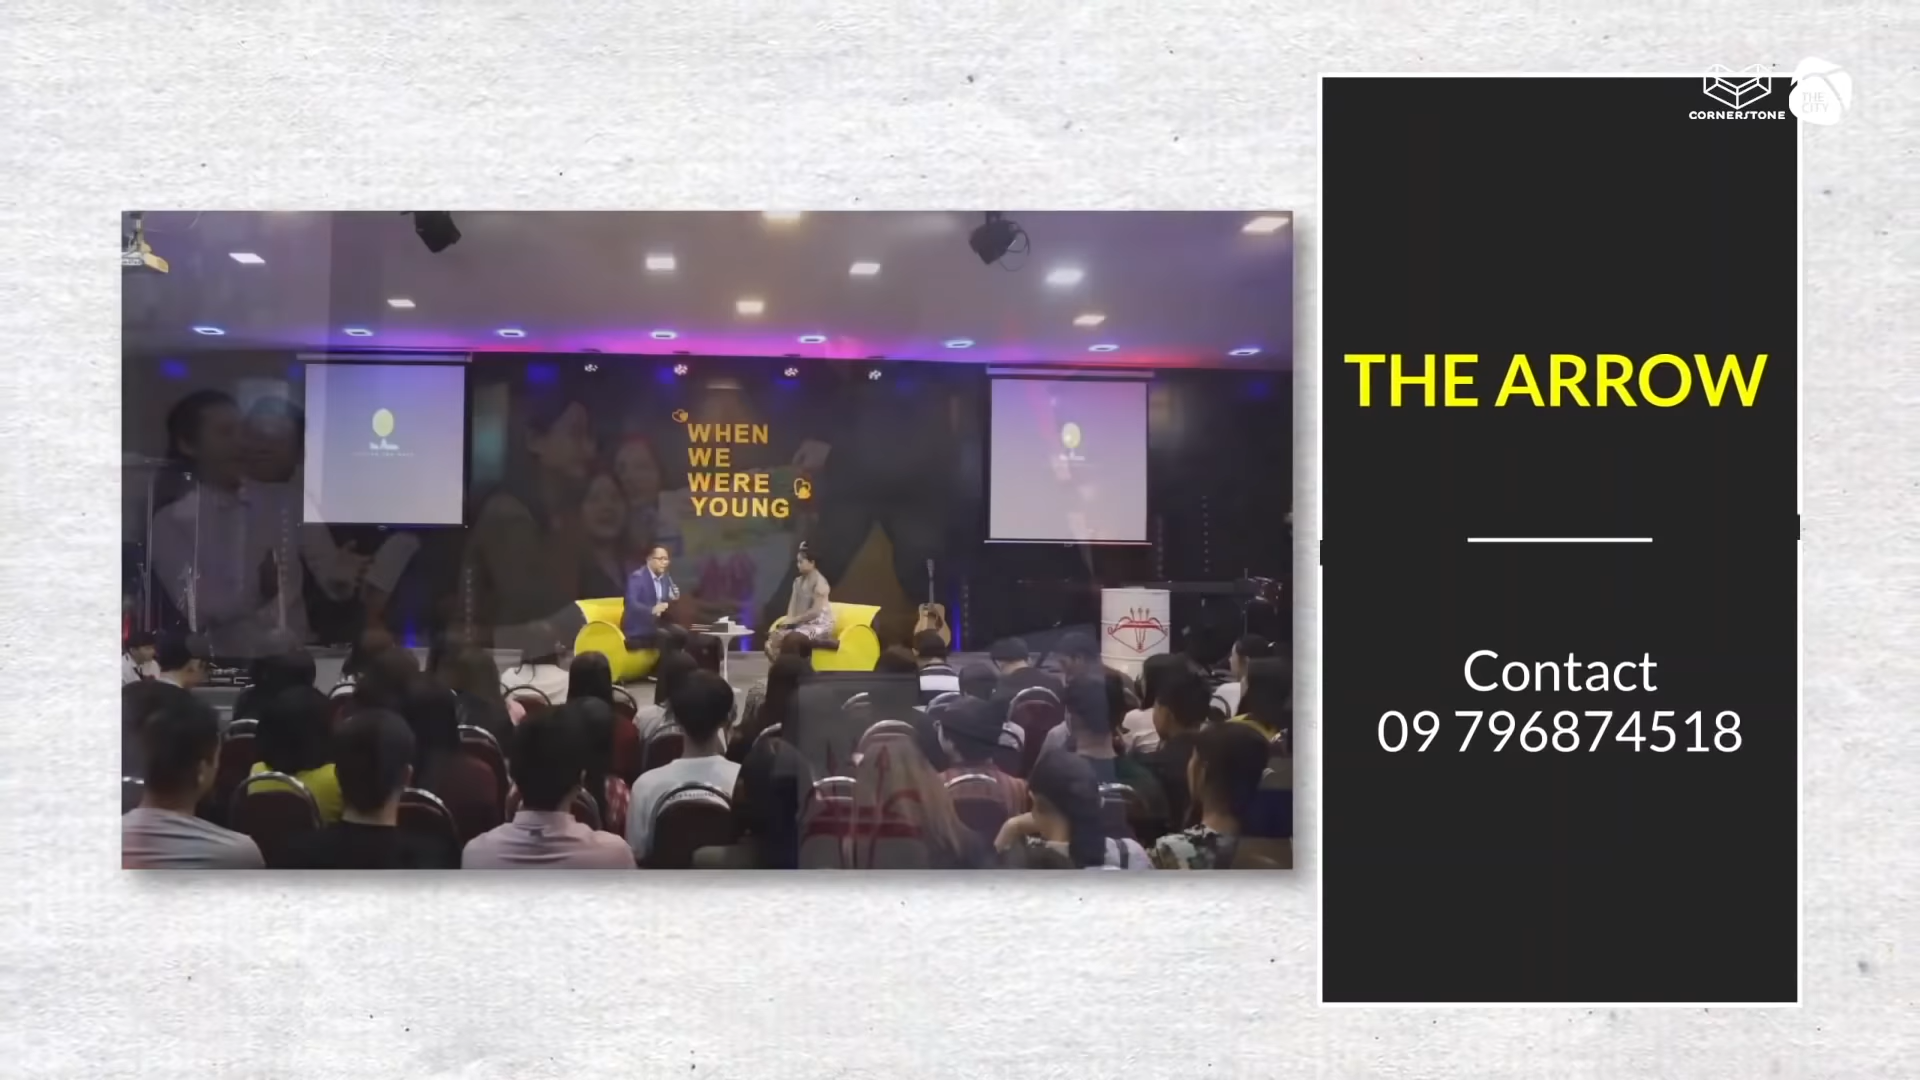 CORNERSTONE
THE
CITY
WHEN
WE
WERE
YOUNG
THE ARROW
Contact
09 796874518